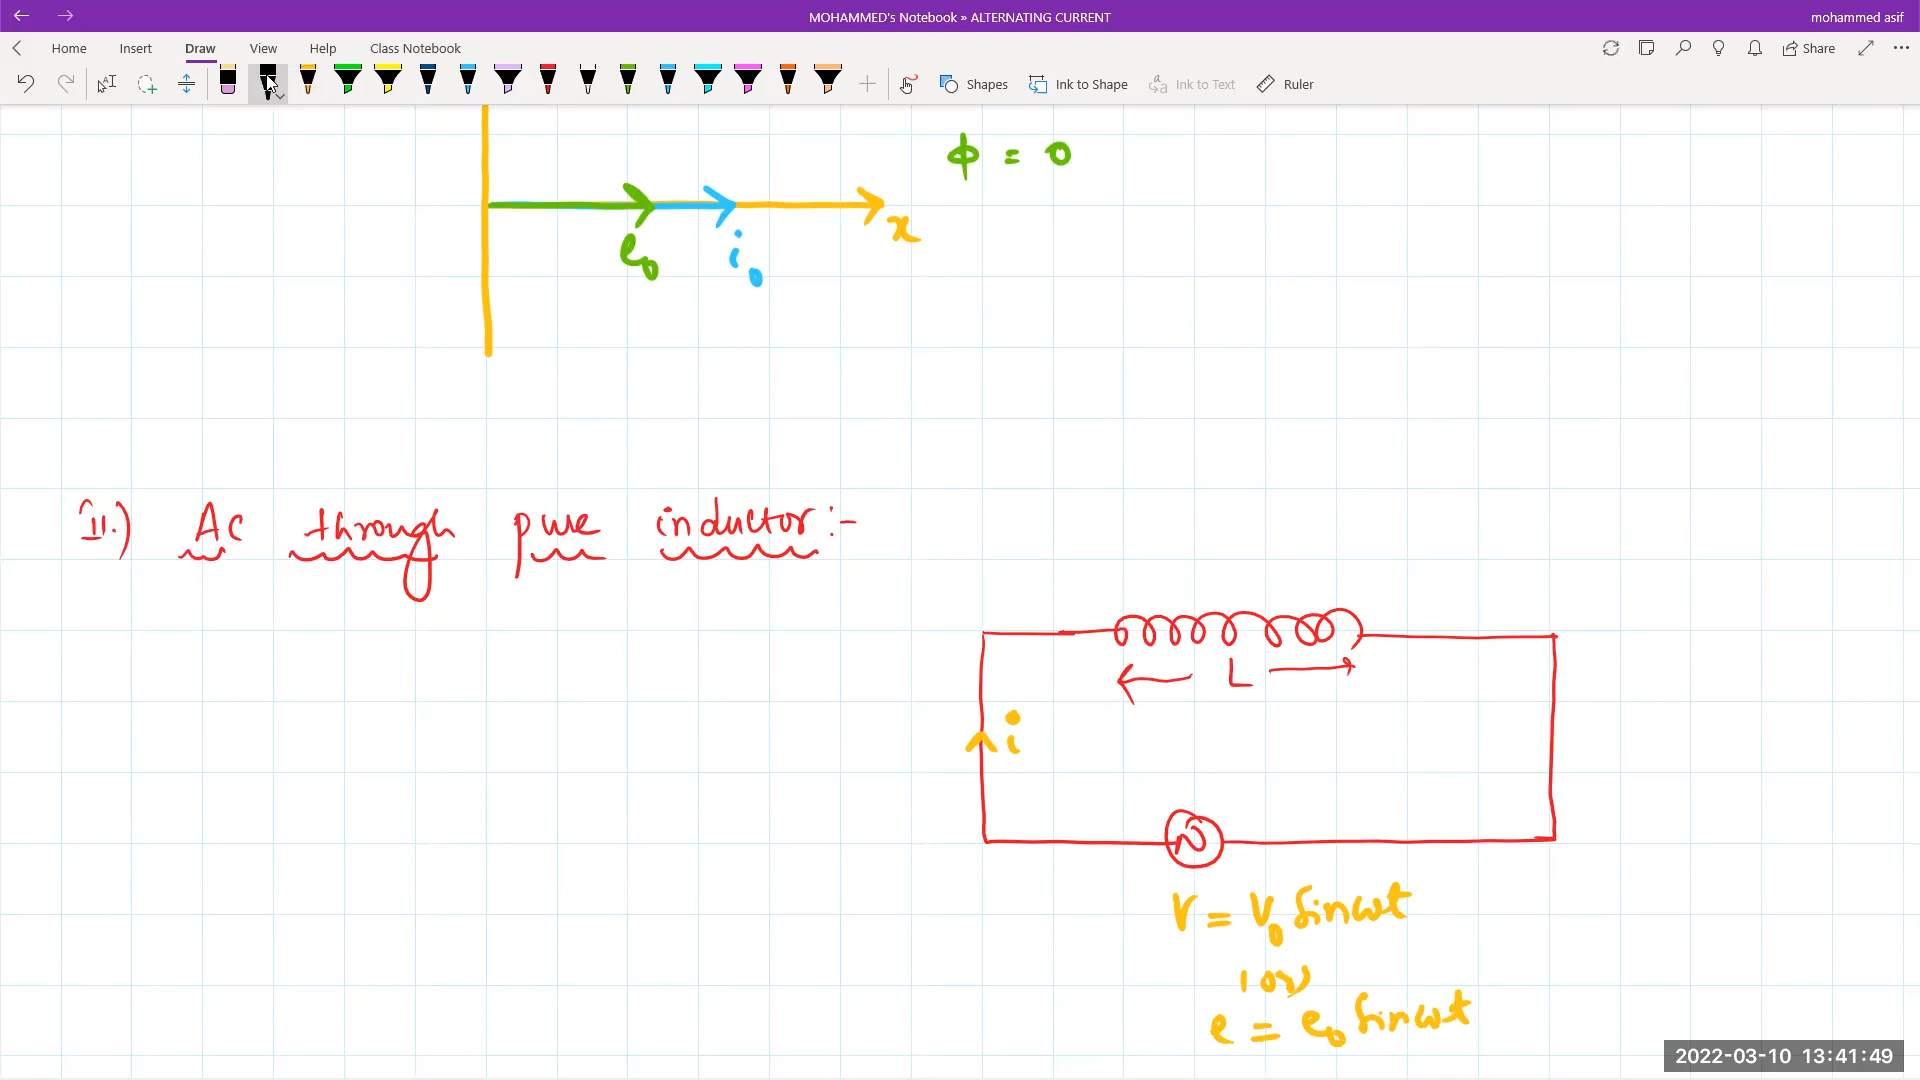 MOHAMMED's Notebook » ALTERNATING CURRENT
mohammed asif
Home Insert Draw View Help Class Notebook
Share
Shapes Ink to Shape Ink to Text Ruler
ϕ = 0
x
e₀ i₀
II.) AC through pure inductor :-
L
i
V = V₀ Sinωt
(or)
e = e₀ Sinωt
2022-03-10 13:41:49